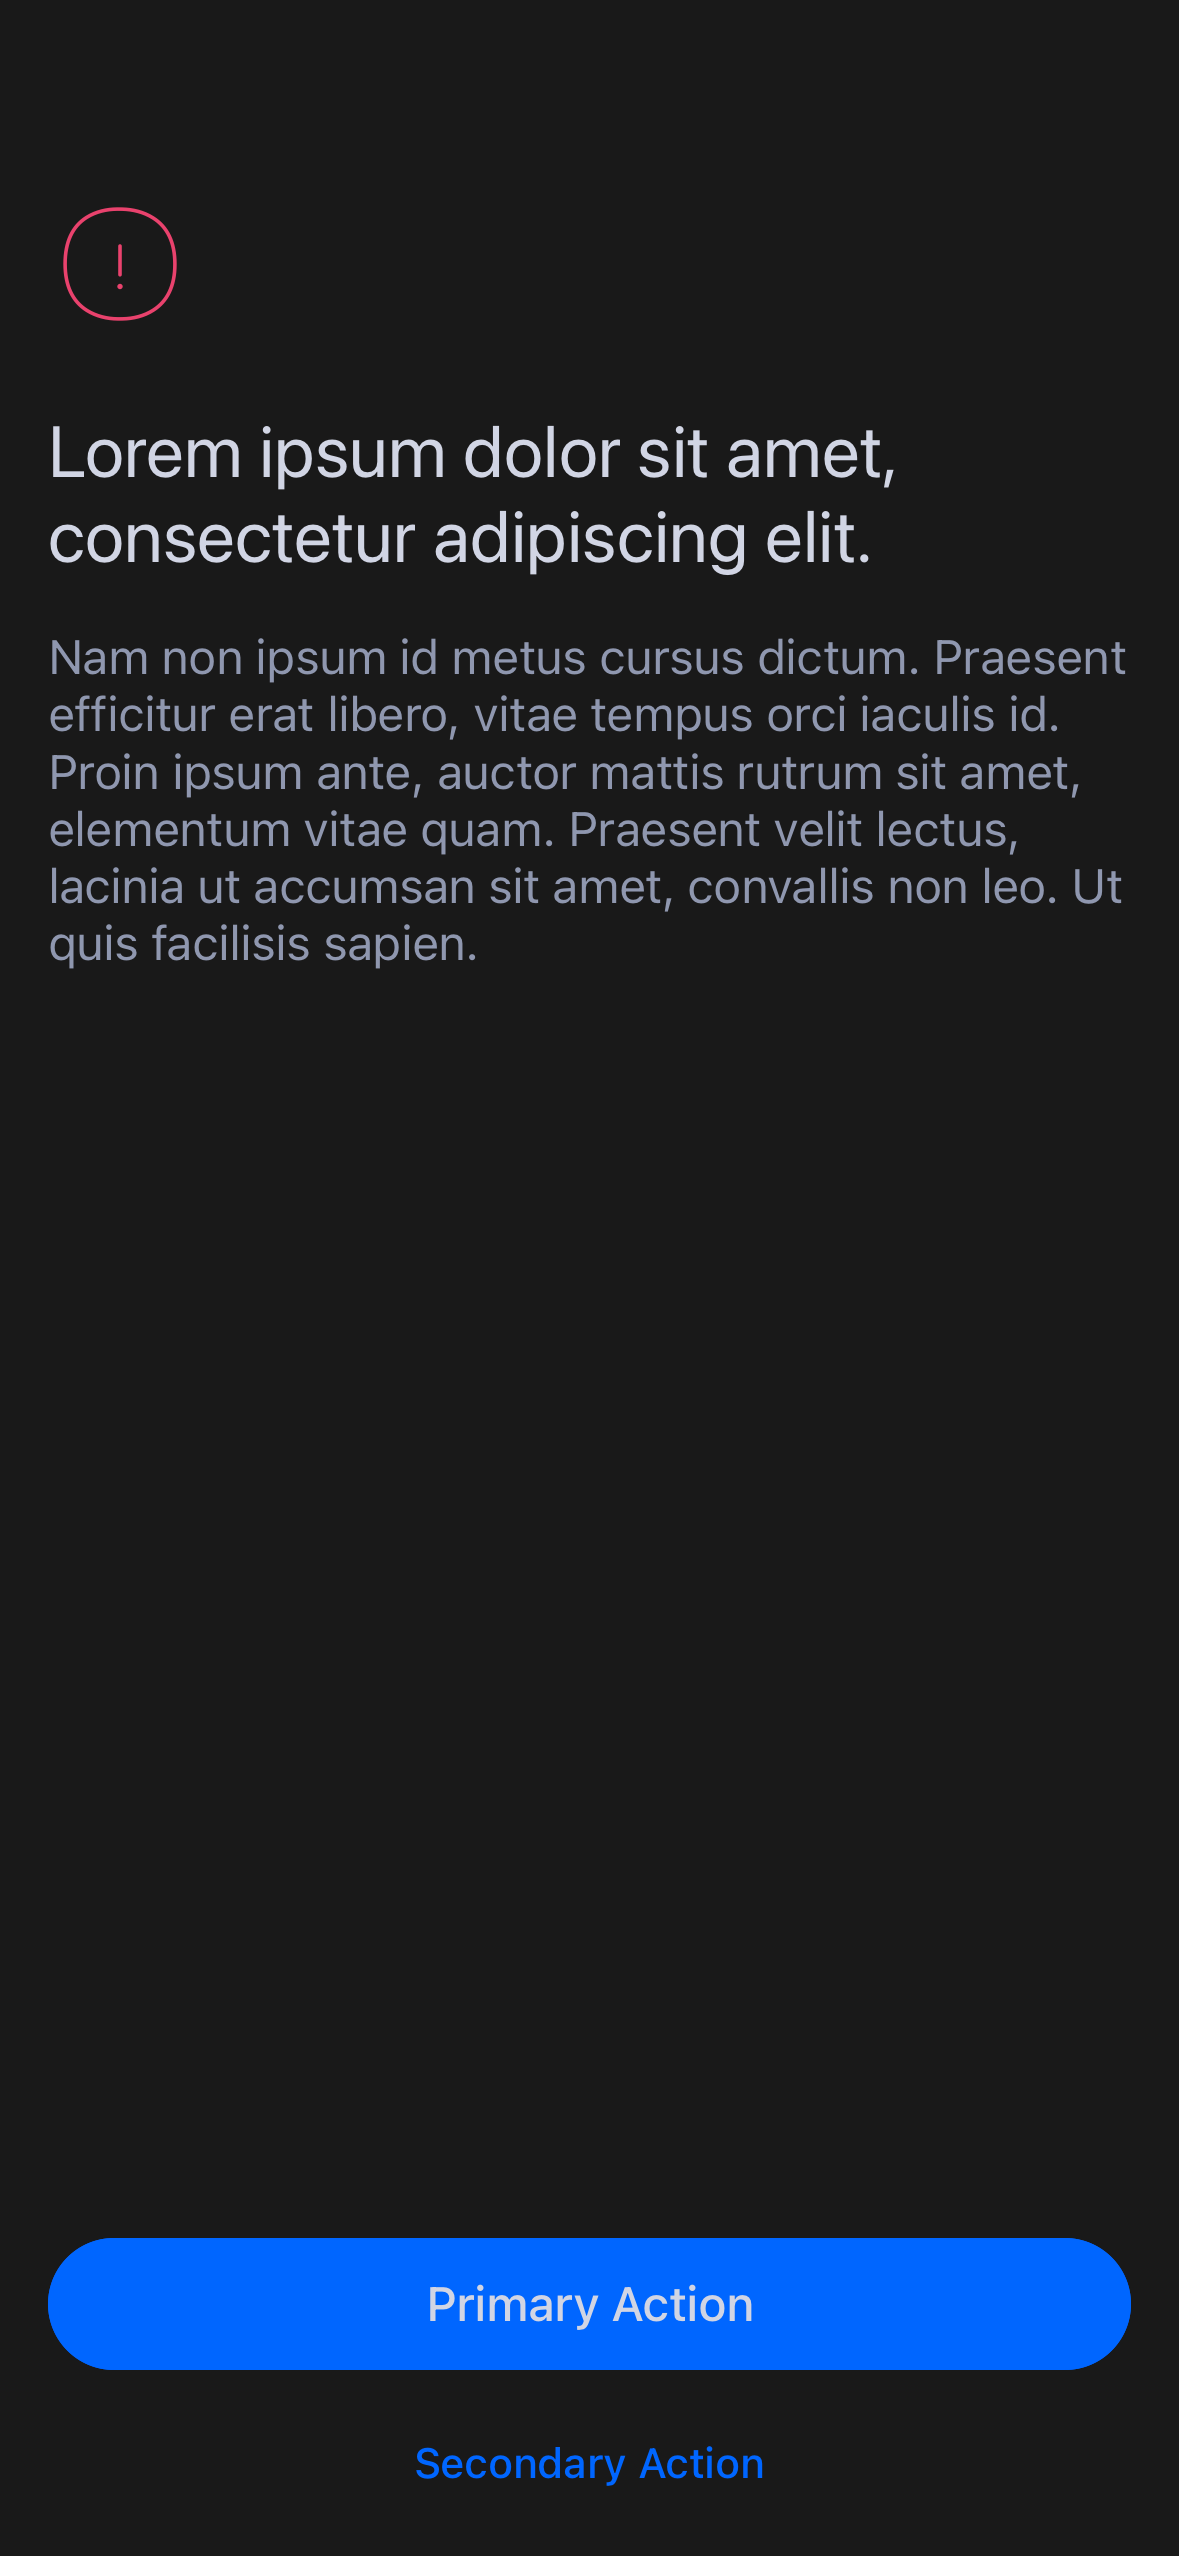 !
Lorem ipsum dolor sit amet,
consectetur adipiscing elit.
Nam non ipsum id metus cursus dictum. Praesent
efficitur erat libero, vitae tempus orci iaculis id.
Proin ipsum ante, auctor mattis rutrum sit amet,
elementum vitae quam. Praesent velit lectus,
lacinia ut accumsan sit amet, convallis non leo. Ut
quis facilisis sapien.
Primary Action
Secondary Action